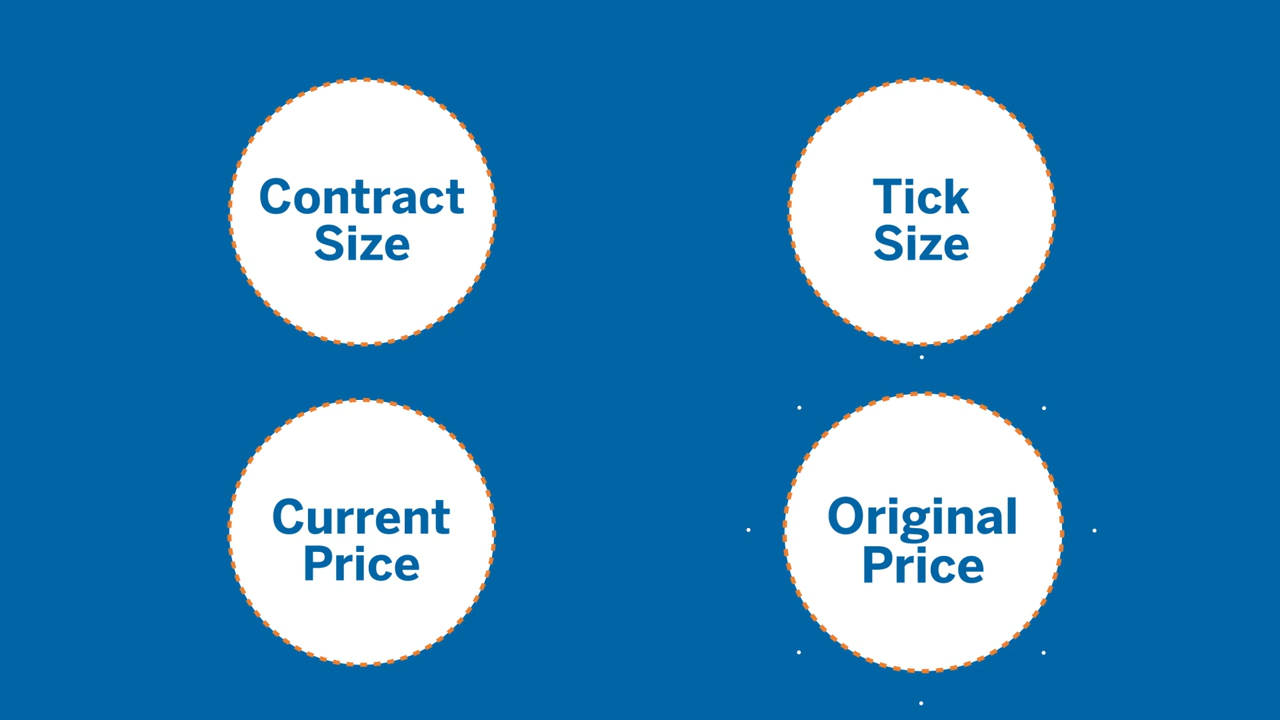 Contract
Size
Tick
Size
Current
Price
Original
Price